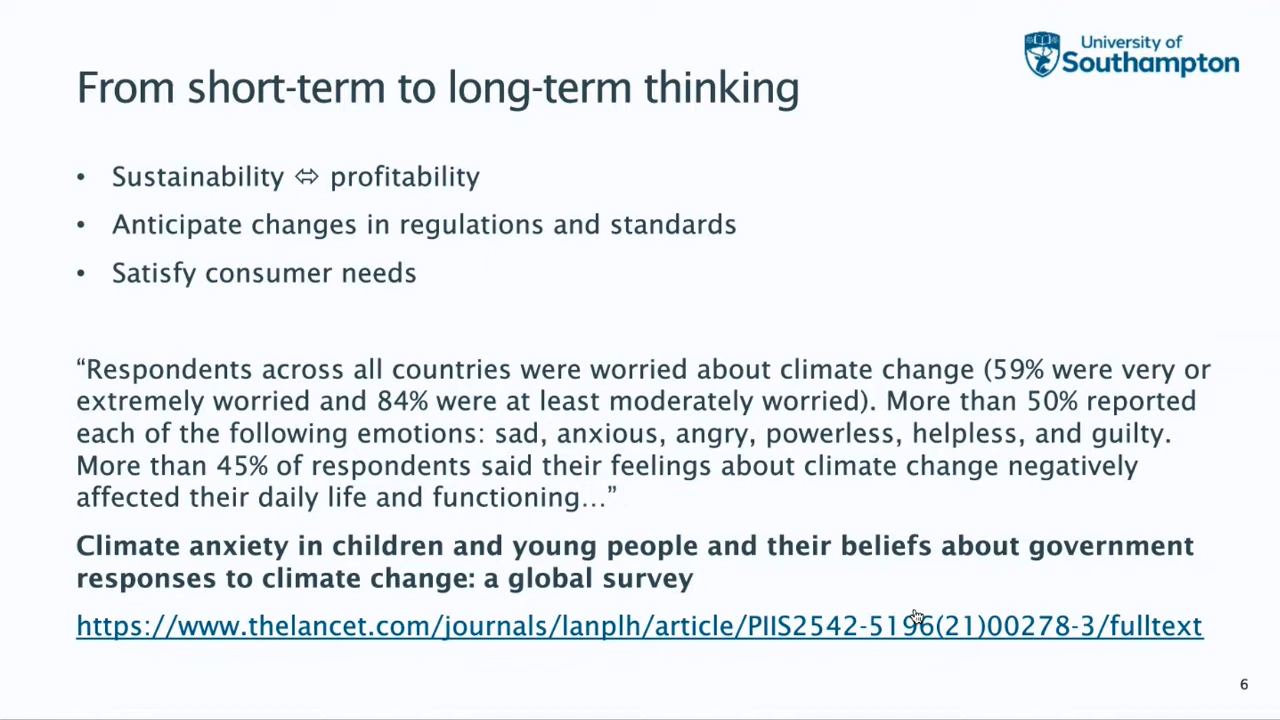 University of
Southampton
From short-term to long-term thinking
• Sustainability ⬄ profitability
• Anticipate changes in regulations and standards
• Satisfy consumer needs
“Respondents across all countries were worried about climate change (59% were very or
extremely worried and 84% were at least moderately worried). More than 50% reported
each of the following emotions: sad, anxious, angry, powerless, helpless, and guilty.
More than 45% of respondents said their feelings about climate change negatively
affected their daily life and functioning…”
Climate anxiety in children and young people and their beliefs about government
responses to climate change: a global survey
https://www.thelancet.com/journals/lanplh/article/PIIS2542-5196(21)00278-3/fulltext
6